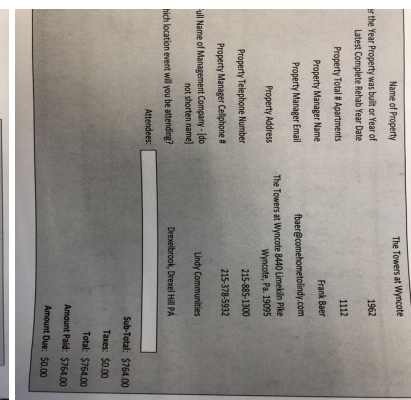 Name of Property The Towers at Wyncote
er the Year Property was built or Year of
Latest Complete Rehab Year Date 1962
Property Total # Apartments 1112
Property Manager Name Frank Baer
Property Manager Email fbaer@comehometolindy.com
Property Address The Towers at Wyncote 8440 Limekiln Pike
Wyncote, Pa. 19095
Property Telephone Number 215-885-1300
Property Manager Cellphone # 215-378-5932
ull Name of Management Company - [do
not shorten name] Lindy Communities
hich location event will you be attending? Drexelbrook, Drexel Hill PA
Attendees:
Sub-Total: $764.00
Taxes: $0.00
Total: $764.00
Amount Paid: $764.00
Amount Due: $0.00